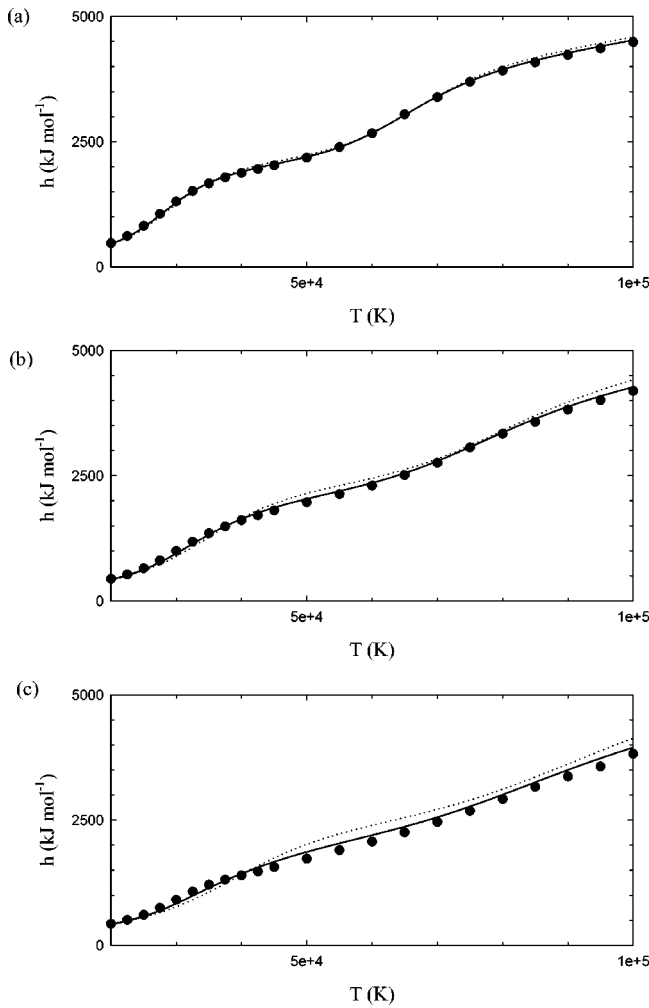 (a)
5000
2500
0
h (kJ mol-1)
5e+4
1e+5
T (K)
(b)
5000
2500
0
h (kJ mol-1)
5e+4
1e+5
T (K)
(c)
5000
2500
0
h (kJ mol-1)
5e+4
1e+5
T (K)